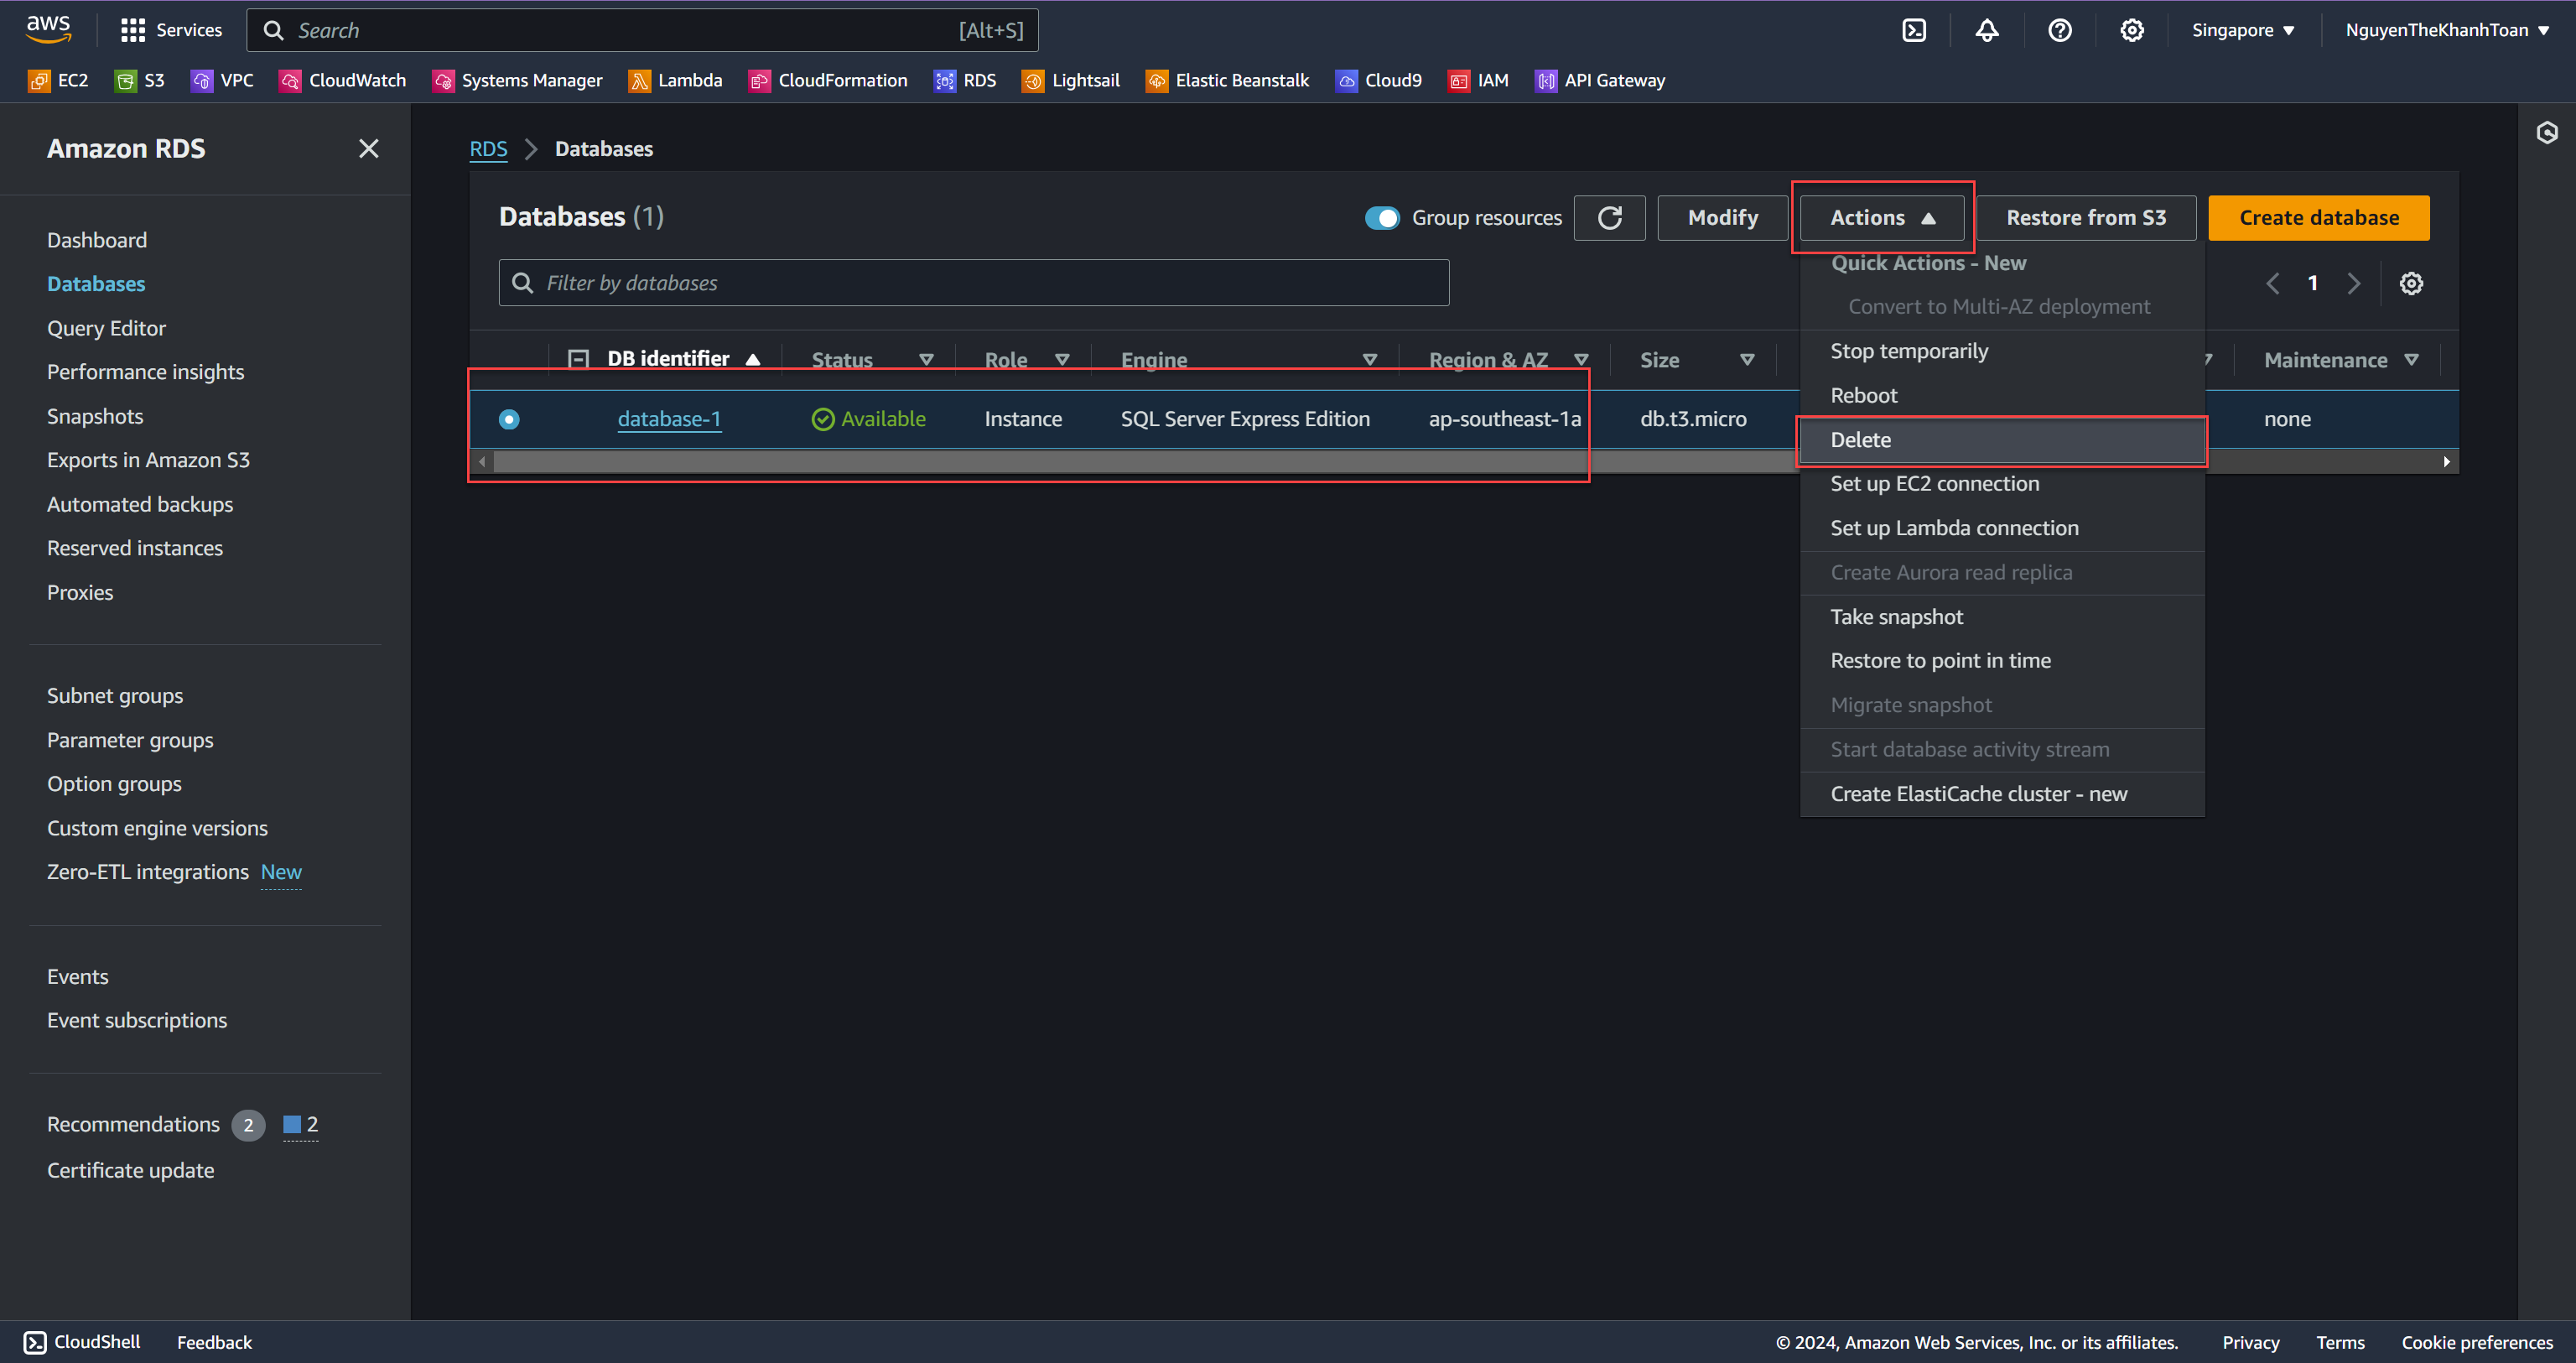 aws Services Search [Alt+S] Singapore NguyenTheKhanhToan
EC2 S3 VPC CloudWatch Systems Manager Lambda CloudFormation RDS Lightsail Elastic Beanstalk Cloud9 IAM API Gateway
Amazon RDS
Dashboard
Databases
Query Editor
Performance insights
Snapshots
Exports in Amazon S3
Automated backups
Reserved instances
Proxies
Subnet groups
Parameter groups
Option groups
Custom engine versions
Zero-ETL integrations New
Events
Event subscriptions
Recommendations 2 2
Certificate update
RDS Databases
Databases (1) Group resources Modify Actions Restore from S3 Create database
Filter by databases 1
DB identifier Status Role Engine Region & AZ Size Maintenance
database-1 Available Instance SQL Server Express Edition ap-southeast-1a db.t3.micro none
Quick Actions - New
Convert to Multi-AZ deployment
Stop temporarily
Reboot
Delete
Set up EC2 connection
Set up Lambda connection
Create Aurora read replica
Take snapshot
Restore to point in time
Migrate snapshot
Start database activity stream
Create ElastiCache cluster - new
CloudShell Feedback © 2024, Amazon Web Services, Inc. or its affiliates. Privacy Terms Cookie preferences